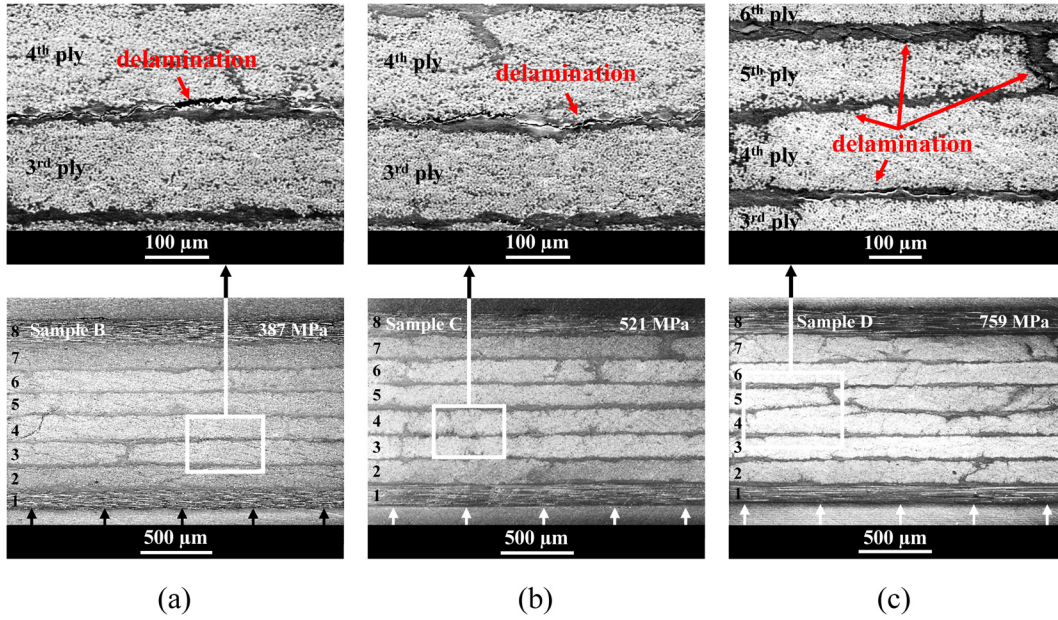 4th ply
delamination
3rd ply
100 µm
4th ply
delamination
3rd ply
100 µm
6th ply
5th ply
delamination
4th ply
3rd ply
100 µm
8
Sample B
387 MPa
7
6
5
4
3
2
1
500 µm
8
Sample C
521 MPa
7
6
5
4
3
2
1
500 µm
8
Sample D
759 MPa
7
6
5
4
3
2
1
500 µm
(a)
(b)
(c)